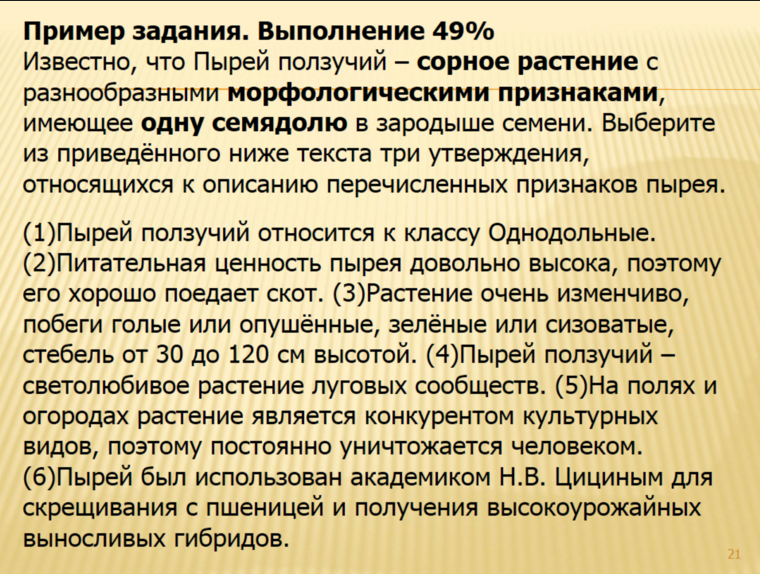 Пример задания. Выполнение 49%
Известно, что Пырей ползучий – сорное растение с
разнообразными морфологическими признаками,
имеющее одну семядолю в зародыше семени. Выберите
из приведённого ниже текста три утверждения,
относящихся к описанию перечисленных признаков пырея.
(1)Пырей ползучий относится к классу Однодольные.
(2)Питательная ценность пырея довольно высока, поэтому
его хорошо поедает скот. (3)Растение очень изменчиво,
побеги голые или опушённые, зелёные или сизоватые,
стебель от 30 до 120 см высотой. (4)Пырей ползучий –
светолюбивое растение луговых сообществ. (5)На полях и
огородах растение является конкурентом культурных
видов, поэтому постоянно уничтожается человеком.
(6)Пырей был использован академиком Н.В. Цициным для
скрещивания с пшеницей и получения высокоурожайных
выносливых гибридов.
21